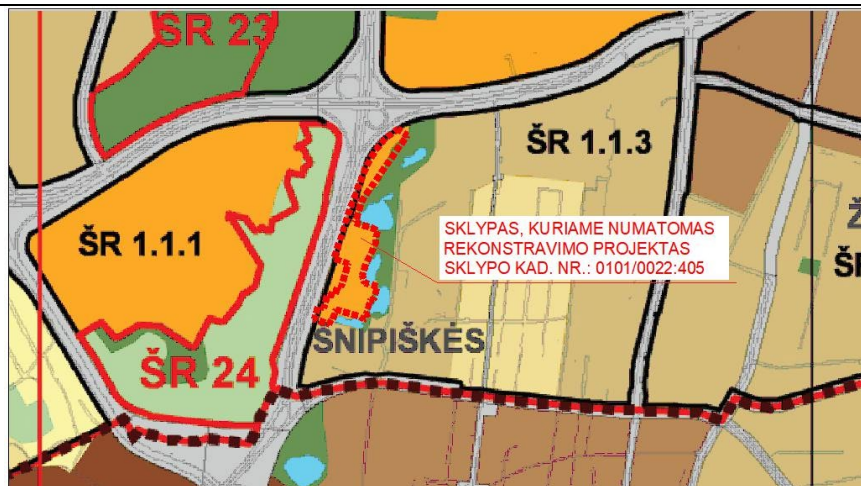 ŠR 23
ŠR 1.1.3
SKLYPAS, KURIAME NUMATOMAS
REKONSTRAVIMO PROJEKTAS
SKLYPO KAD. NR.: 0101/0022:405
ŠR 1.1.1
ŠNIPIŠKĖS
ŠR 24